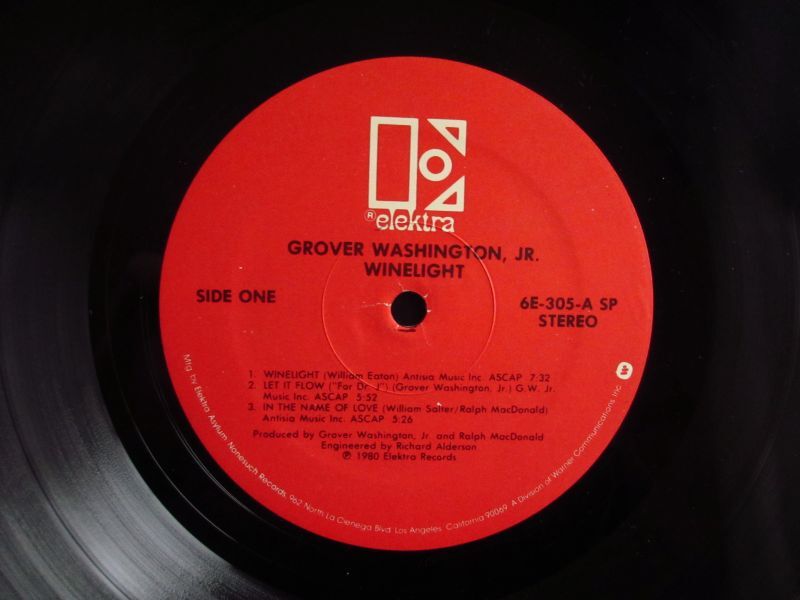 ® elektra
GROVER WASHINGTON, JR.
WINELIGHT
SIDE ONE
6E-305-A SP
STEREO
1. WINELIGHT (William Eaton) Antisia Music Inc. ASCAP 7:32
2. LET IT FLOW ("For Dr. J") (Grover Washington, Jr.) G.W. Jr.
Music Inc. ASCAP 5:52
3. IN THE NAME OF LOVE (William Salter/Ralph MacDonald)
Antisia Music Inc. ASCAP 5:26
Produced by Grover Washington, Jr. and Ralph MacDonald
Engineered by Richard Alderson
℗ 1980 Elektra Records
Mfg. by Elektra/Asylum/Nonesuch Records, 962 North La Cienega Blvd. Los Angeles, California 90069. A Division of Warner Communications Inc.